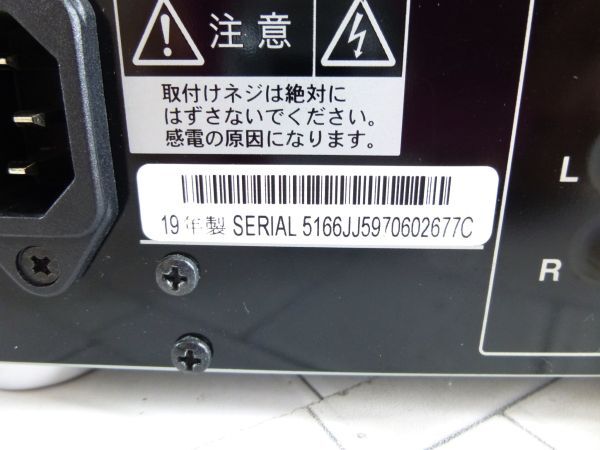 注意
取付けネジは絶対に
はずさないでください。
感電の原因になります。
19年製 SERIAL 5166JJ5970602677C
L
R